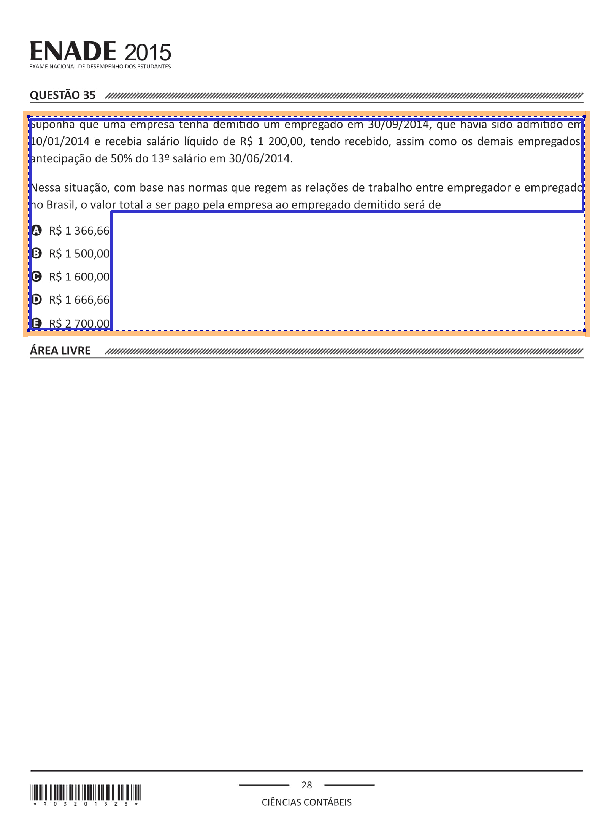 ENADE 2015
EXAME NACIONAL DE DESEMPENHO DOS ESTUDANTES
QUESTÃO 35
Suponha que uma empresa tenha demitido um empregado em 30/09/2014, que havia sido admitido em
10/01/2014 e recebia salário líquido de R$ 1 200,00, tendo recebido, assim como os demais empregados,
antecipação de 50% do 13º salário em 30/06/2014.
Nessa situação, com base nas normas que regem as relações de trabalho entre empregador e empregado
no Brasil, o valor total a ser pago pela empresa ao empregado demitido será de
A R$ 1 366,66
B R$ 1 500,00
C R$ 1 600,00
D R$ 1 666,66
E R$ 2 700,00
ÁREA LIVRE
28
CIÊNCIAS CONTÁBEIS